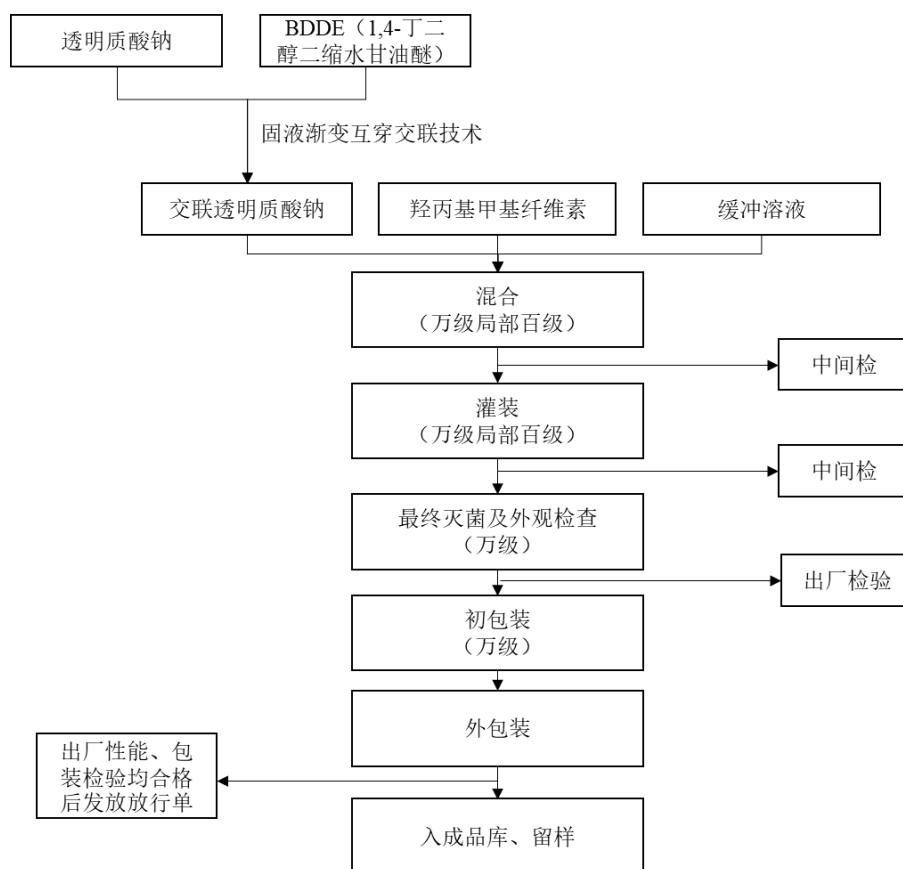 透明质酸钠
BDDE（1,4-丁二
醇二缩水甘油醚）
固液渐变互穿交联技术
交联透明质酸钠
羟丙基甲基纤维素
缓冲溶液
混合
（万级局部百级）
中间检
灌装
（万级局部百级）
中间检
最终灭菌及外观检查
（万级）
出厂检验
初包装
（万级）
外包装
出厂性能、包
装检验均合格
后发放放行单
入成品库、留样